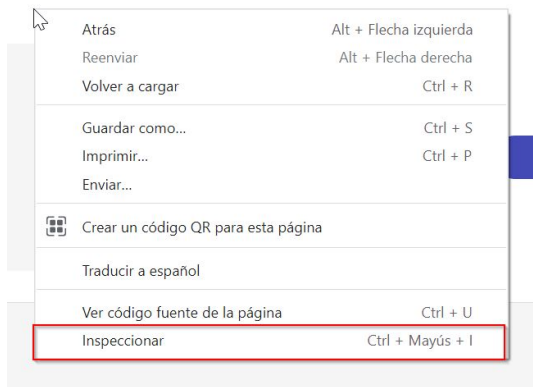 Atrás Alt + Flecha izquierda
Reenviar Alt + Flecha derecha
Volver a cargar Ctrl + R
Guardar como... Ctrl + S
Imprimir... Ctrl + P
Enviar...
Crear un código QR para esta página
Traducir a español
Ver código fuente de la página Ctrl + U
Inspeccionar Ctrl + Mayús + I